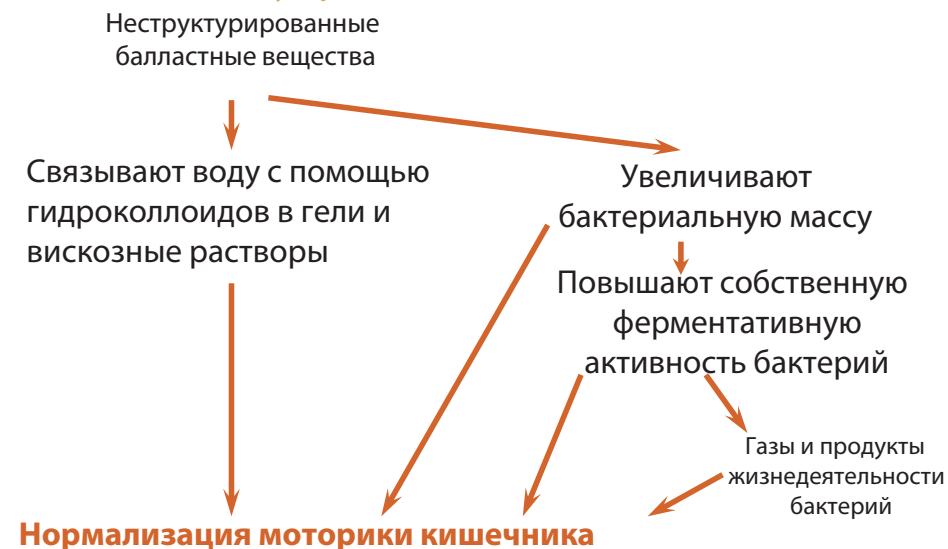 Неструктурированные
балластные вещества
Связывают воду с помощью
гидроколлоидов в гели и
вискозные растворы
Увеличивают
бактериальную массу
Повышают собственную
ферментативную
активность бактерий
Газы и продукты
жизнедеятельности
бактерий
Нормализация моторики кишечника